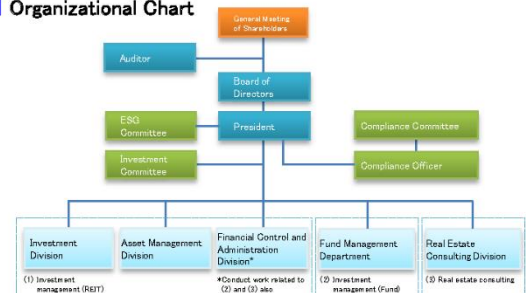 Organizational Chart
General Meeting
of Shareholders
Auditor
Board of
Directors
ESG
Committee
President
Compliance Committee
Investment
Committee
Compliance Officer
Investment
Division
Asset Management
Division
Financial Control and
Administration
Division*
Fund Management
Department
Real Estate
Consulting Division
(1) Investment
management (REIT)
*Conduct work related to
(2) and (3) also
(2) Investment
management (Fund)
(3) Real estate consulting